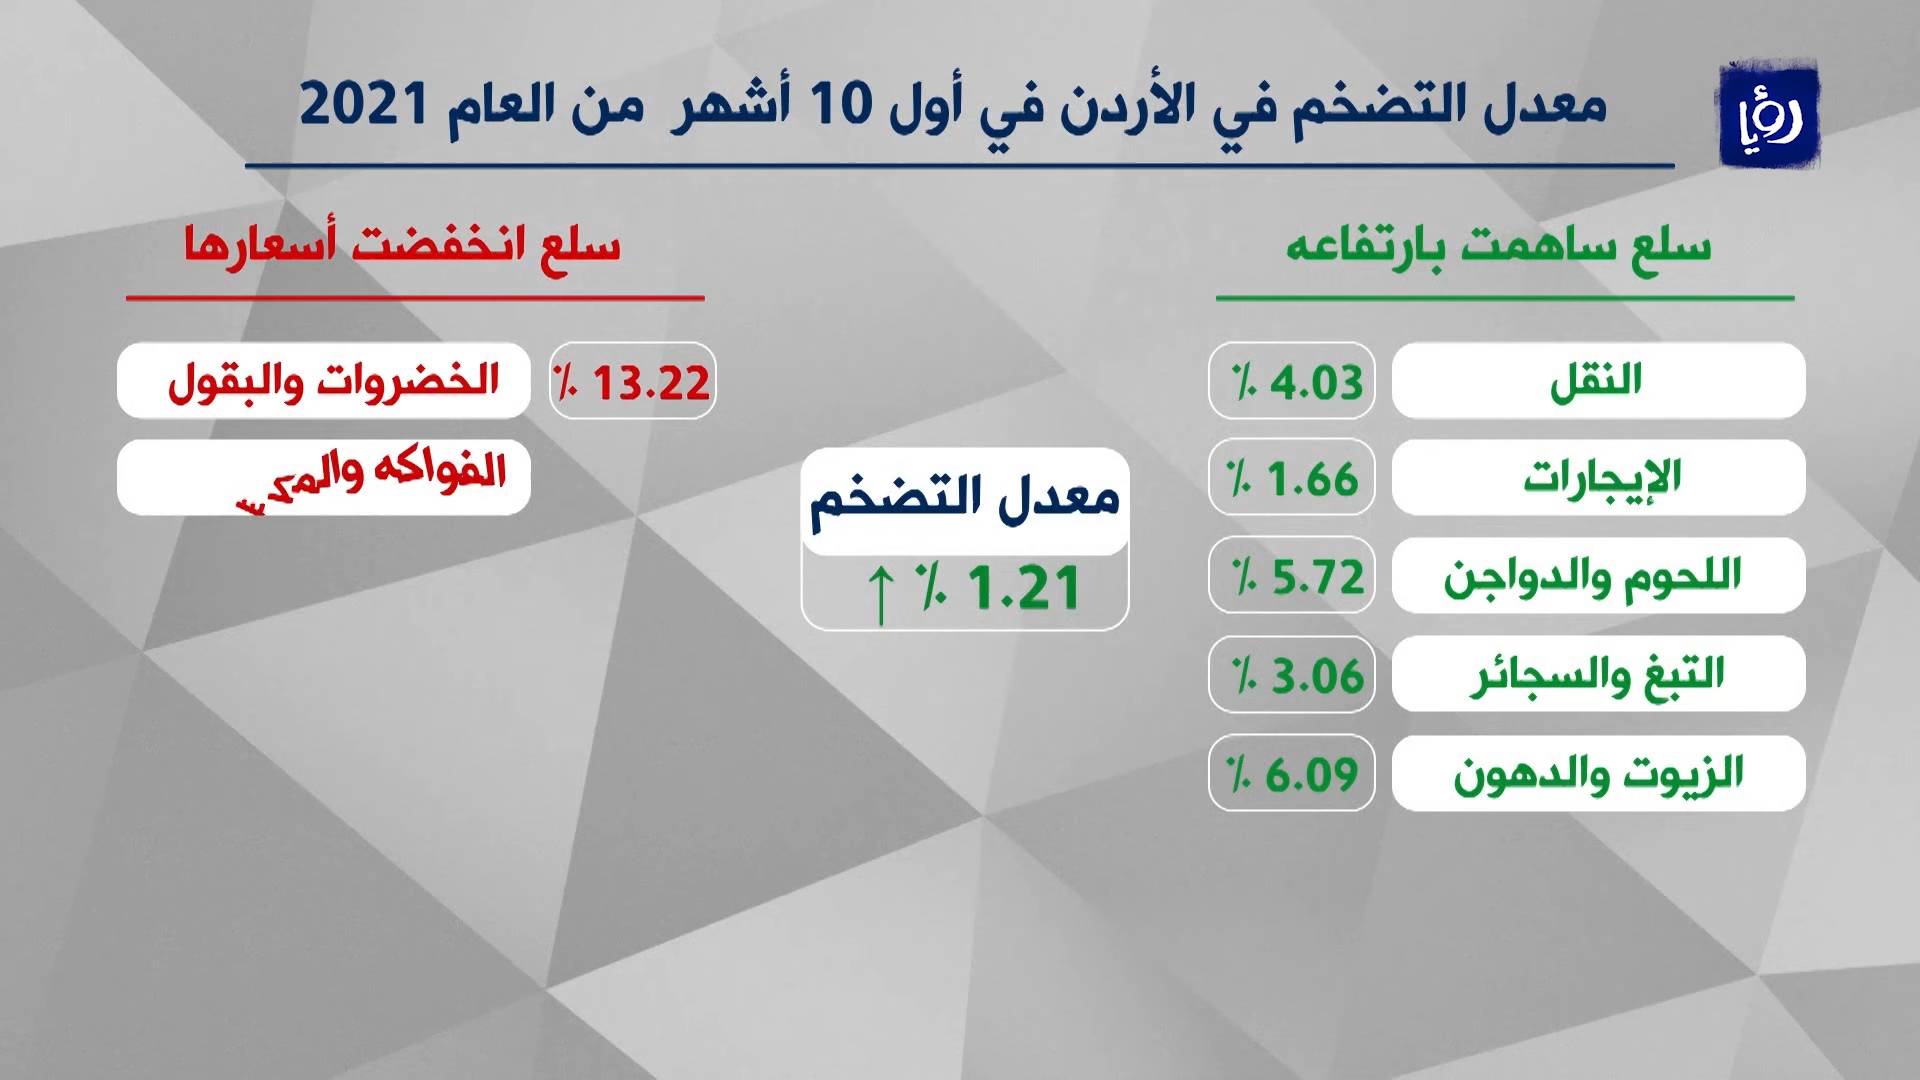 رؤيا
معدل التضخم في الأردن في أول 10 أشهر من العام 2021
سلع ساهمت بارتفاعه
النقل
% 4.03
الإيجارات
% 1.66
اللحوم والدواجن
% 5.72
التبغ والسجائر
% 3.06
الزيوت والدهون
% 6.09
معدل التضخم
1.21 % ↑
سلع انخفضت أسعارها
% 13.22
الخضروات والبقول
الفواكه